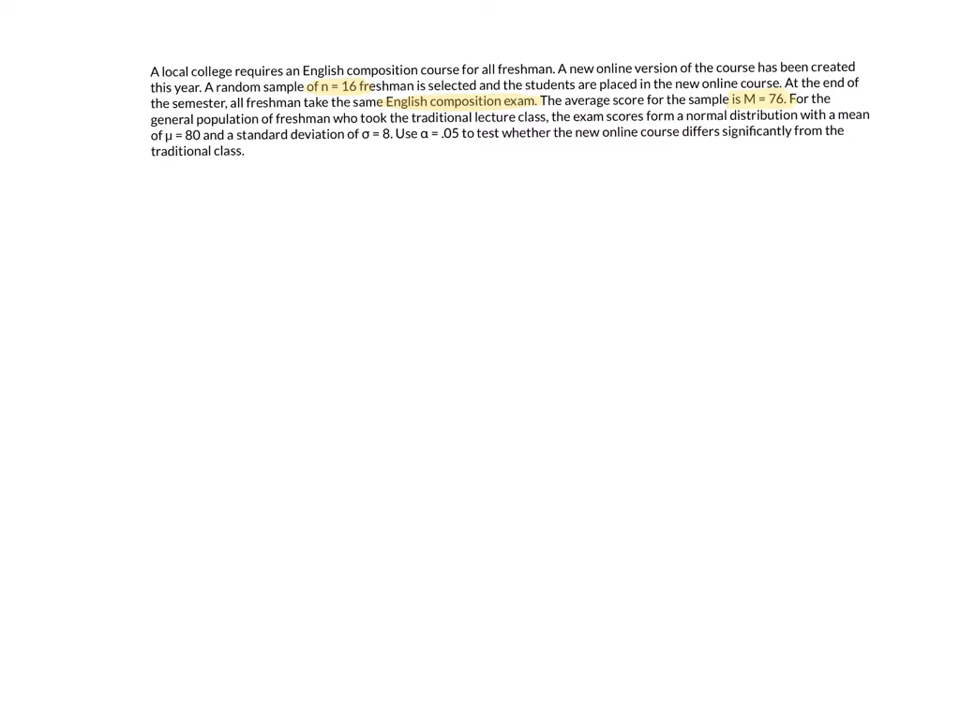 A local college requires an English composition course for all freshman. A new online version of the course has been created
this year. A random sample of n = 16 freshman is selected and the students are placed in the new online course. At the end of
the semester, all freshman take the same English composition exam. The average score for the sample is M = 76. For the
general population of freshman who took the traditional lecture class, the exam scores form a normal distribution with a mean
of μ = 80 and a standard deviation of σ = 8. Use α = .05 to test whether the new online course differs significantly from the
traditional class.